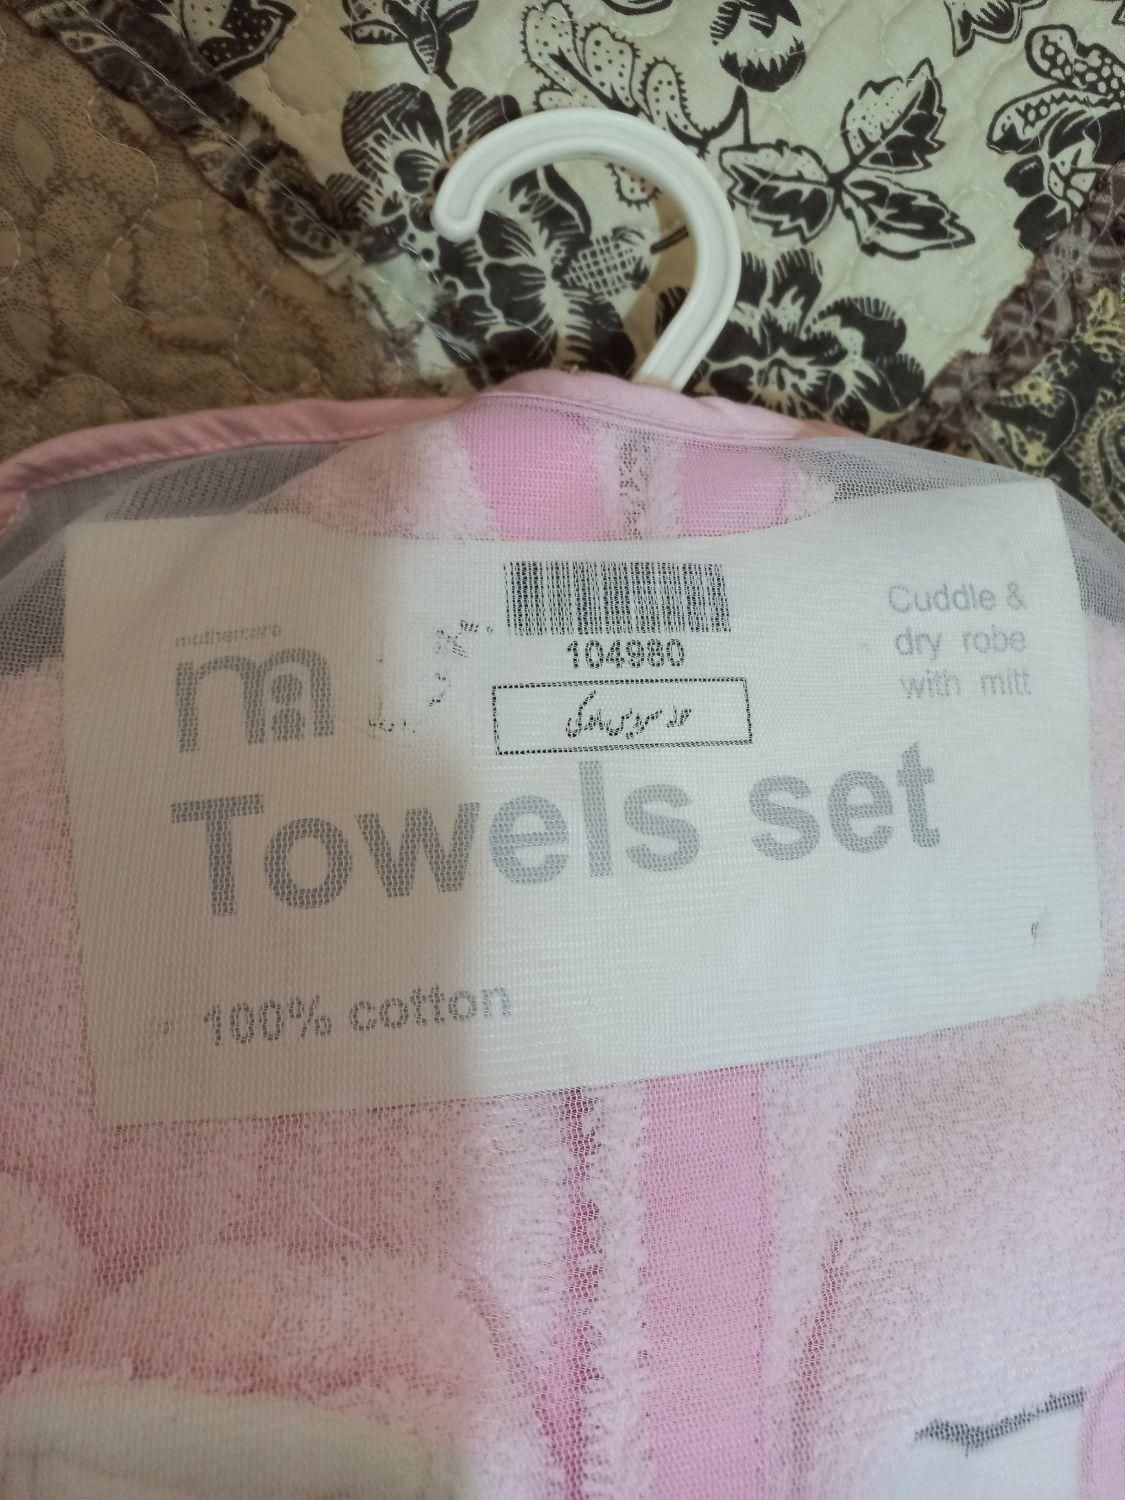 mothercare
104980
Cuddle &
dry robe
with mitt
Towels set
100% cotton